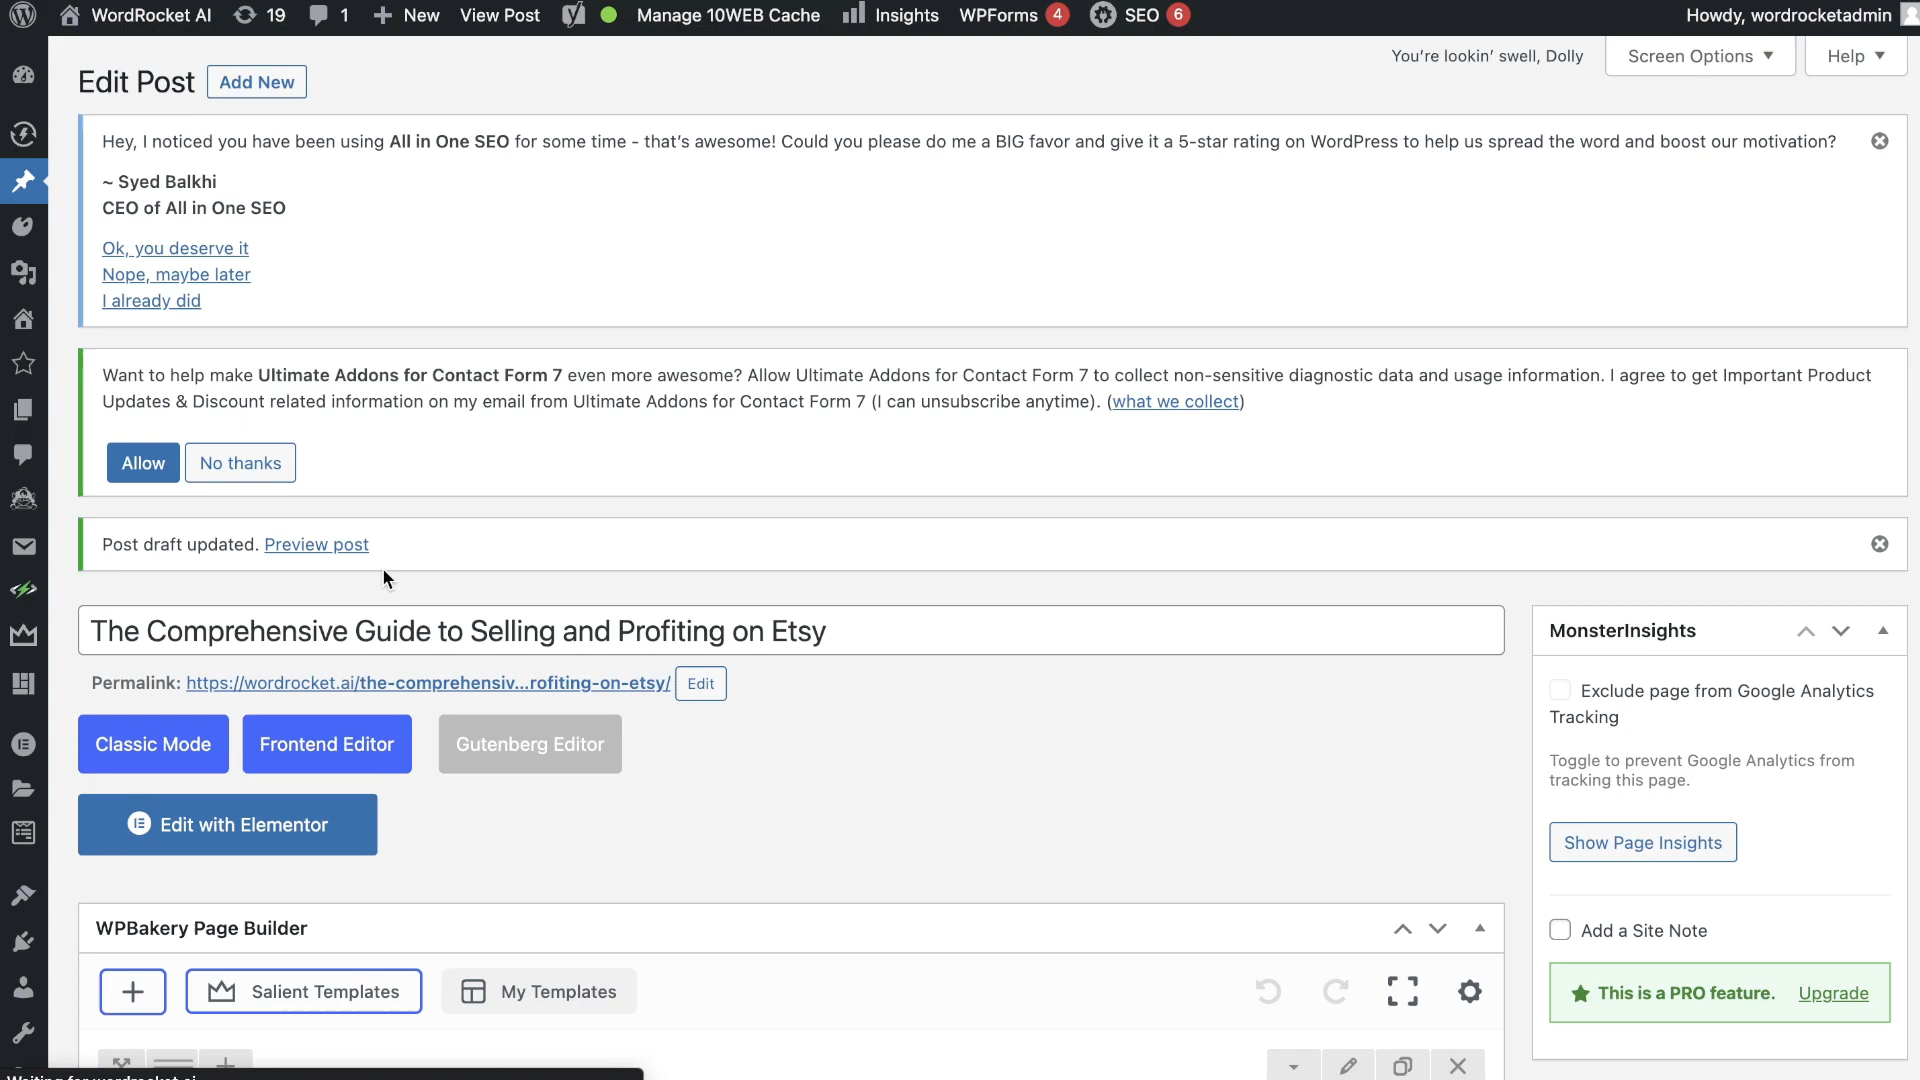 WordRocket AI 19 1 New View Post Manage 10WEB Cache Insights WPForms 4 SEO 6 Howdy, wordrocketadmin
You're lookin' swell, Dolly Screen Options Help
Edit Post Add New
Hey, I noticed you have been using All in One SEO for some time - that's awesome! Could you please do me a BIG favor and give it a 5-star rating on WordPress to help us spread the word and boost our motivation?
~ Syed Balkhi
CEO of All in One SEO
Ok, you deserve it
Nope, maybe later
I already did
Want to help make Ultimate Addons for Contact Form 7 even more awesome? Allow Ultimate Addons for Contact Form 7 to collect non-sensitive diagnostic data and usage information. I agree to get Important Product
Updates & Discount related information on my email from Ultimate Addons for Contact Form 7 (I can unsubscribe anytime). (what we collect)
Allow No thanks
Post draft updated. Preview post
The Comprehensive Guide to Selling and Profiting on Etsy
Permalink: https://wordrocket.ai/the-comprehensiv...rofiting-on-etsy/ Edit
Classic Mode Frontend Editor Gutenberg Editor
Edit with Elementor
WPBakery Page Builder
Salient Templates My Templates
MonsterInsights
Exclude page from Google Analytics
Tracking
Toggle to prevent Google Analytics from
tracking this page.
Show Page Insights
Add a Site Note
This is a PRO feature. Upgrade